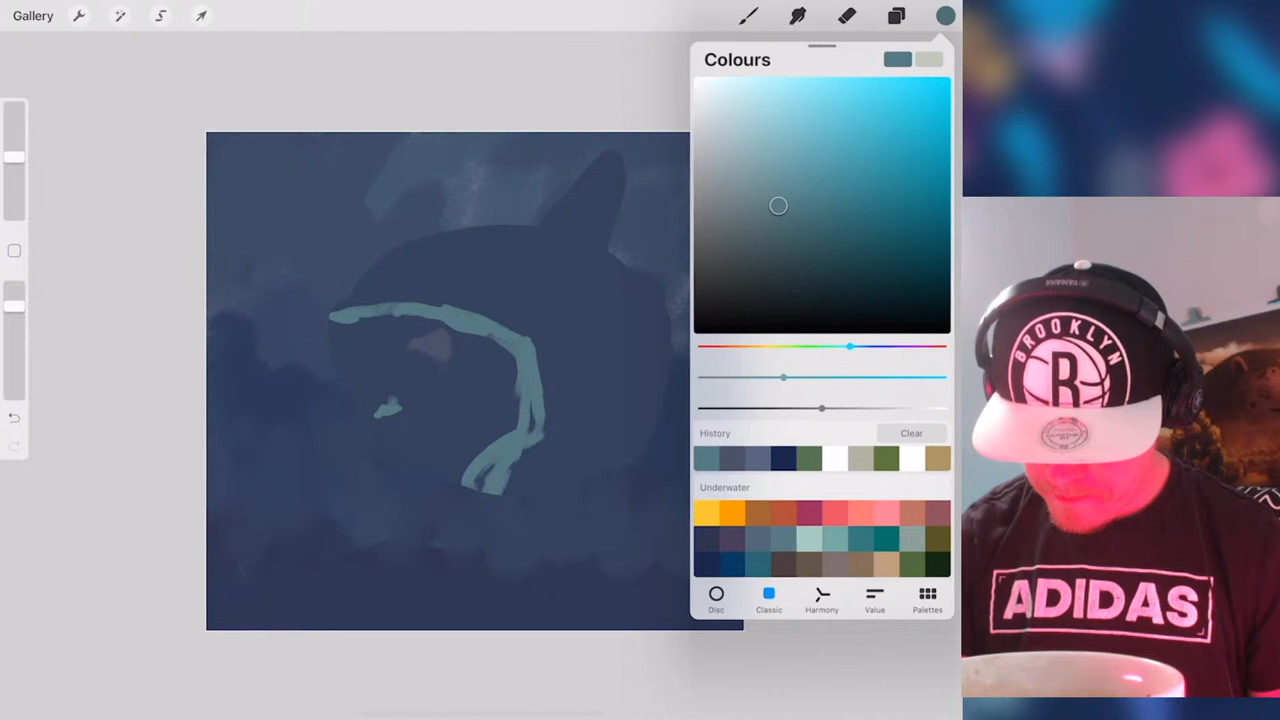 Gallery
Colours
History
Clear
Underwater
Disc
Classic
Harmony
Value
Palettes
BROOKLYN
B
ADIDAS